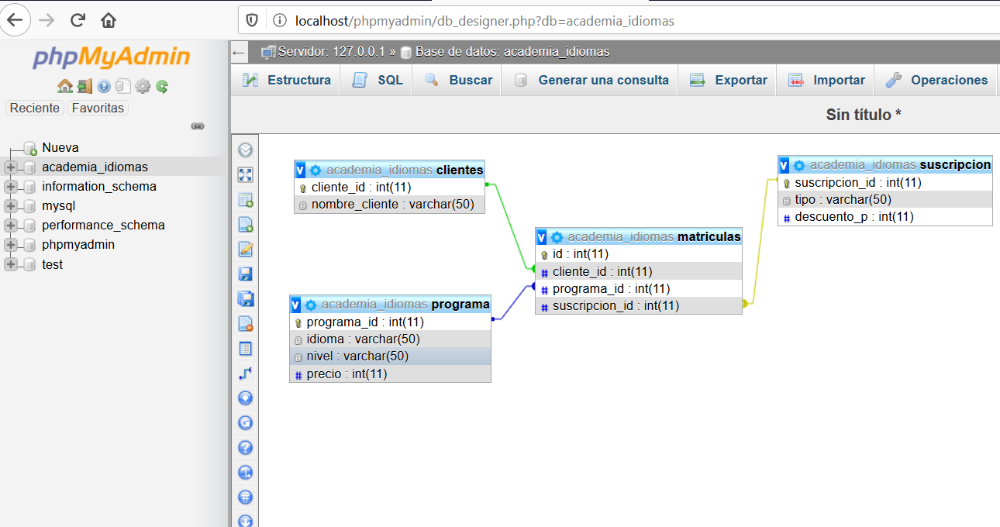 localhost/phpmyadmin/db_designer.php?db=academia_idiomas
phpMyAdmin
Reciente Favoritas
Nueva
academia_idiomas
information_schema
mysql
performance_schema
phpmyadmin
test
Servidor: 127.0.0.1 » Base de datos: academia_idiomas
Estructura SQL Buscar Generar una consulta Exportar Importar Operaciones
Sin título *
v academia_idiomas clientes
cliente_id : int(11)
nombre_cliente : varchar(50)
v academia_idiomas programa
programa_id : int(11)
idioma : varchar(50)
nivel : varchar(50)
# precio : int(11)
v academia_idiomas matriculas
id : int(11)
# cliente_id : int(11)
# programa_id : int(11)
# suscripcion_id : int(11)
v academia_idiomas suscripcion
suscripcion_id : int(11)
tipo : varchar(50)
# descuento_p : int(11)